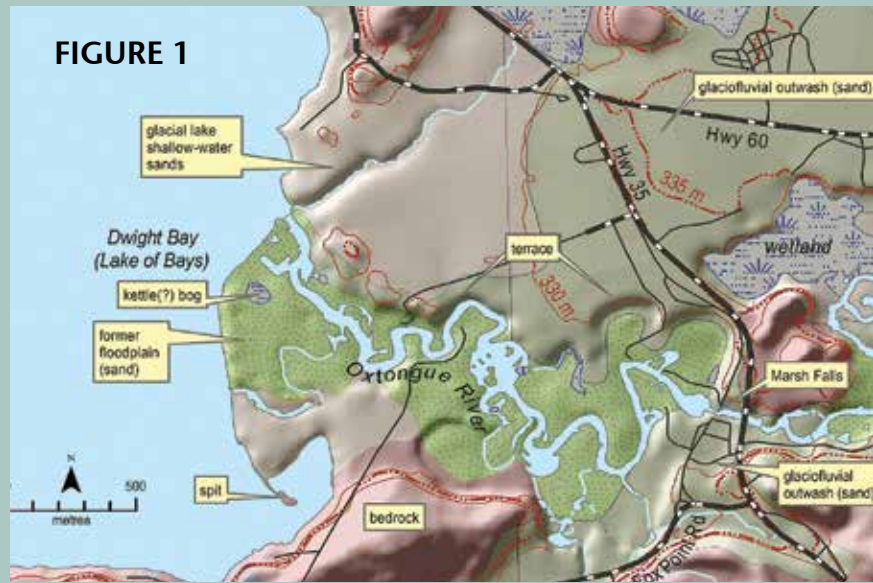 FIGURE 1
glaciofluvial outwash (sand)
glacial lake
shallow-water
sands
Hwy 60
Hwy 35
335 m
Dwight Bay
(Lake of Bays)
terrace
wetland
kettle(?) bog
330 m
former
floodplain
(sand)
Oxtongue River
Marsh Falls
N
500
metres
spit
bedrock
glaciofluvial
outwash (sand)
Point Rd